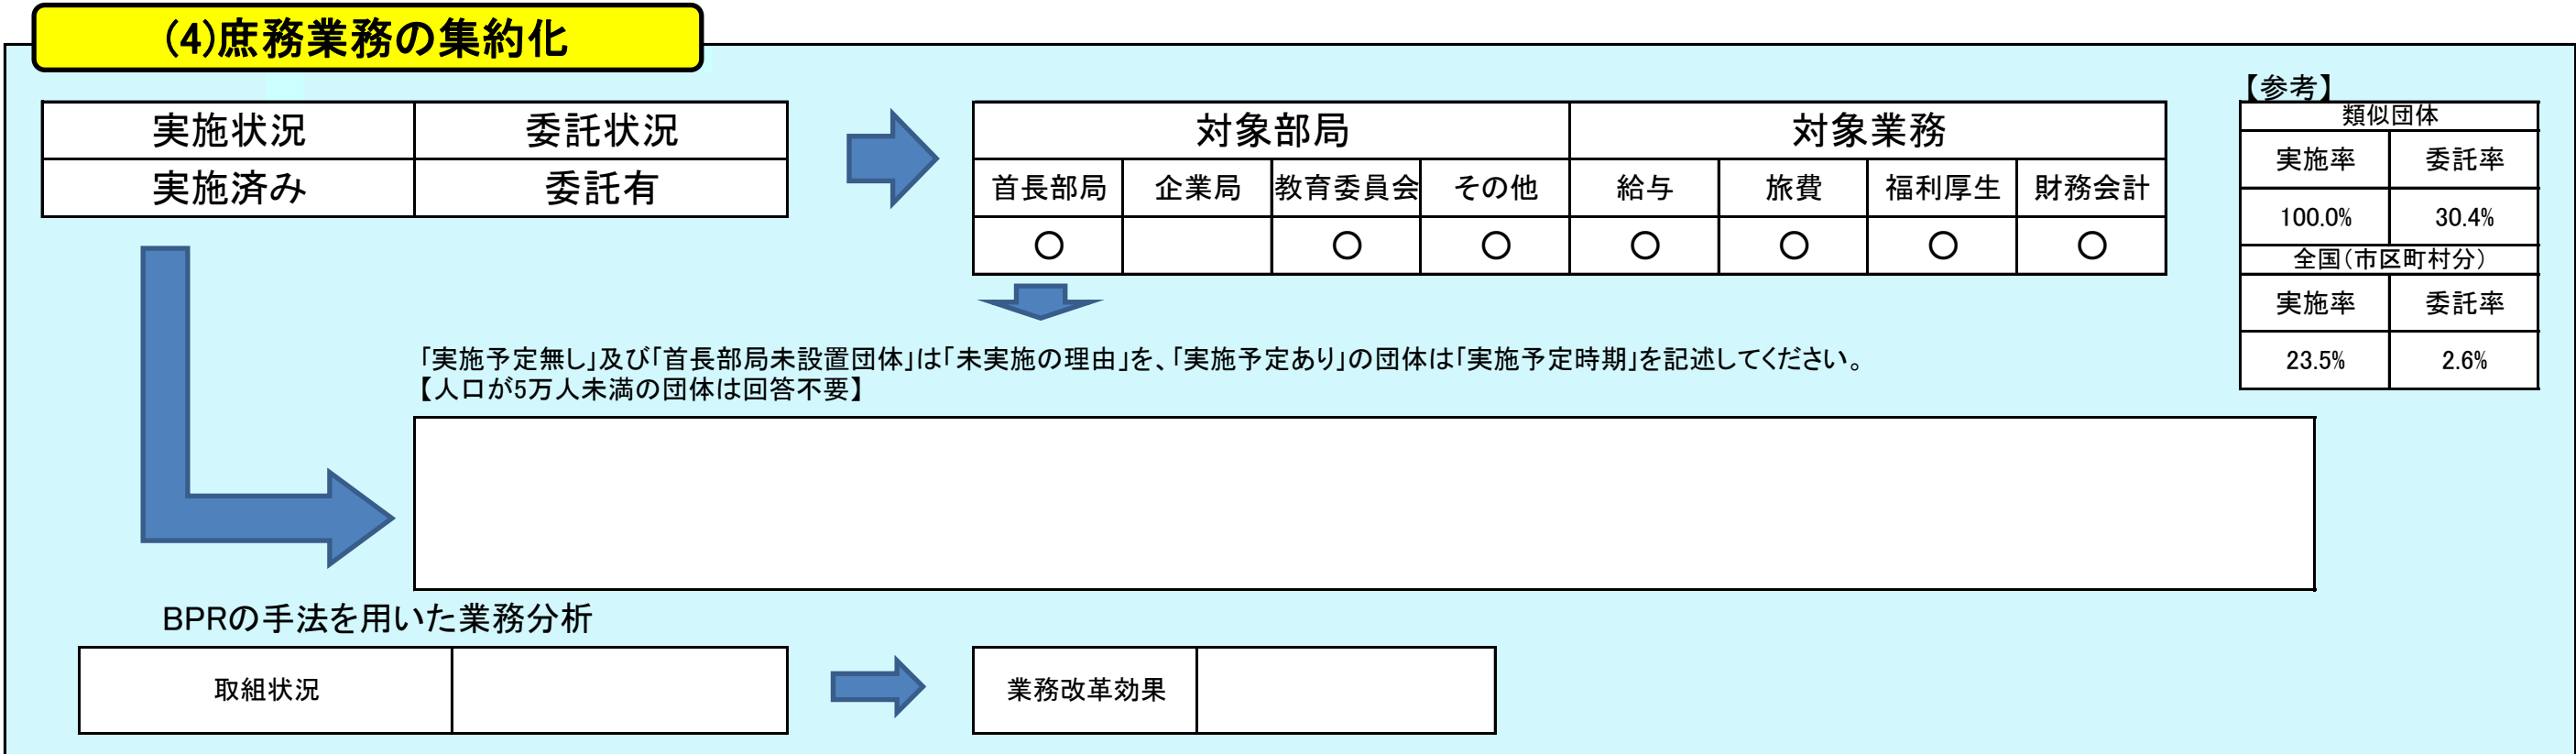 (4)庶務業務の集約化
【参考】
実施状況 委託状況
実施済み 委託有
対象部局 対象業務
首長部局 企業局 教育委員会 その他 給与 旅費 福利厚生 財務会計
○ ○ ○ ○ ○ ○ ○
類似団体
実施率 委託率
100.0% 30.4%
全国(市区町村分)
実施率 委託率
23.5% 2.6%
「実施予定無し」及び「首長部局未設置団体」は「未実施の理由」を、「実施予定あり」の団体は「実施予定時期」を記述してください。
【人口が5万人未満の団体は回答不要】
BPRの手法を用いた業務分析
取組状況
業務改革効果